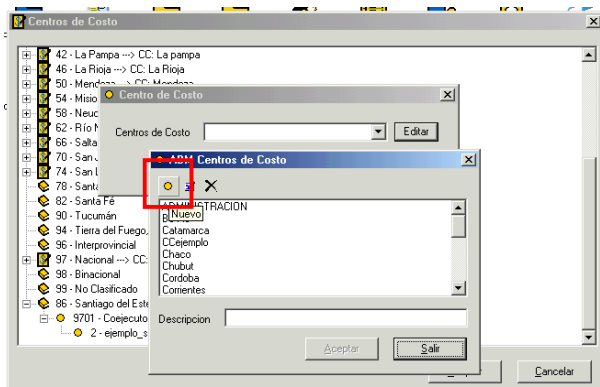 Centros de Costo
42 - La Pampa ---> CC: La pampa
46 - La Rioja ---> CC: La Rioja
50 - Mendoza ---> CC: Mendoza
54 - Misio
58 - Neuc
62 - Río N
66 - Salta
70 - San J
74 - San L
78 - Santa
82 - Santa Fé
90 - Tucumán
94 - Tierra del Fuego,
96 - Interprovincial
97 - Nacional ---> CC:
98 - Binacional
99 - No Clasificado
86 - Santiago del Este
9701 - Coejecuto
2 - ejemplo_s
Cancelar
Centro de Costo
Centros de Costo
Editar
ABM Centros de Costo
ADMINISTRACION
Nuevo
Catamarca
CCejemplo
Chaco
Chubut
Cordoba
Corrientes
Descripcion
Aceptar
Salir